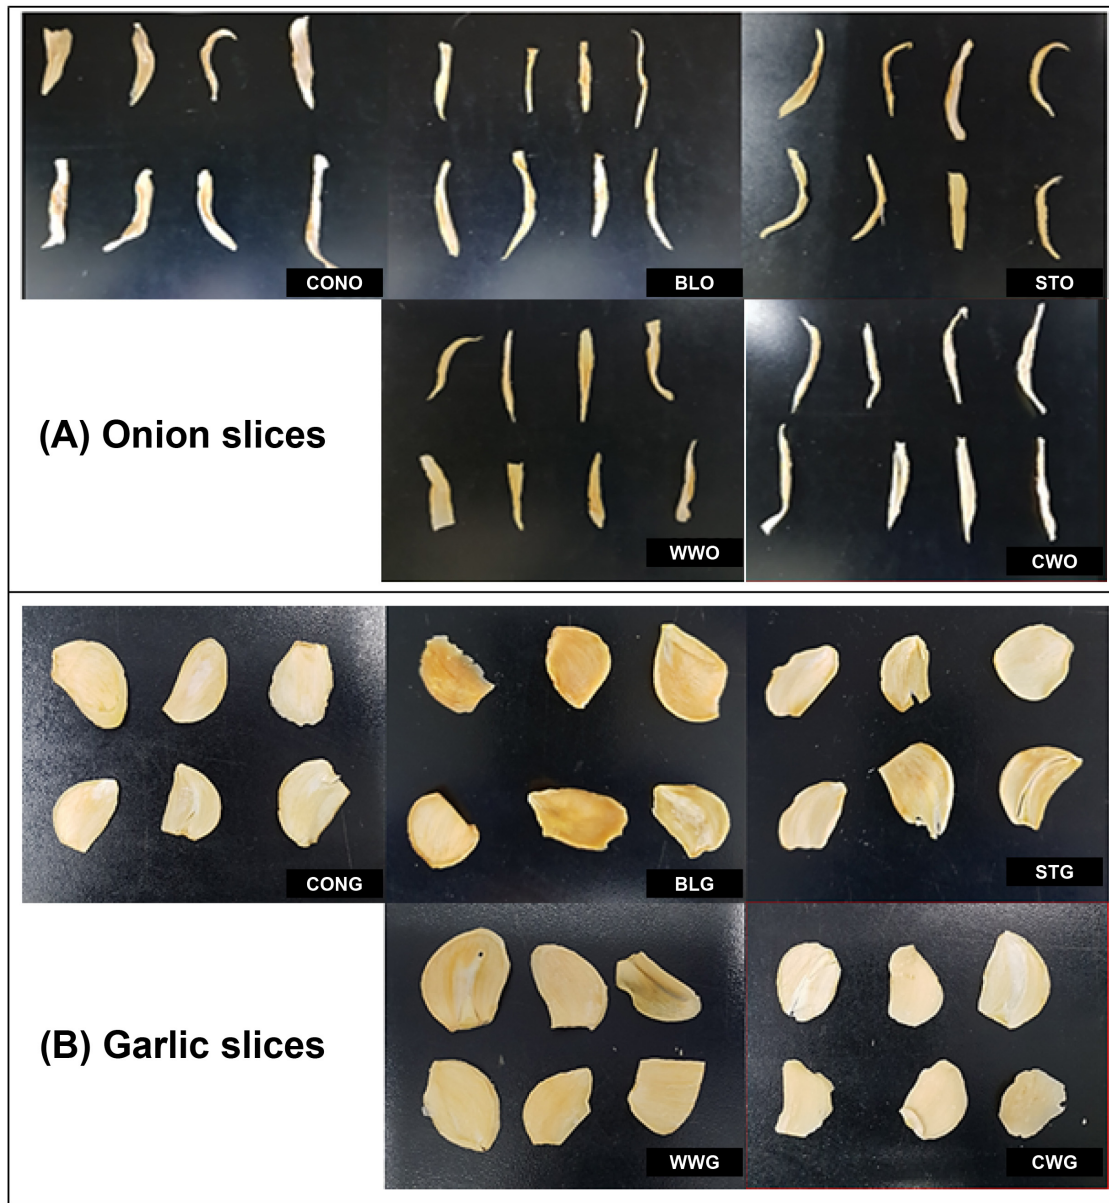 CONO
BLO
STO
(A) Onion slices
WWO
CWO
CONG
BLG
STG
(B) Garlic slices
WWG
CWG